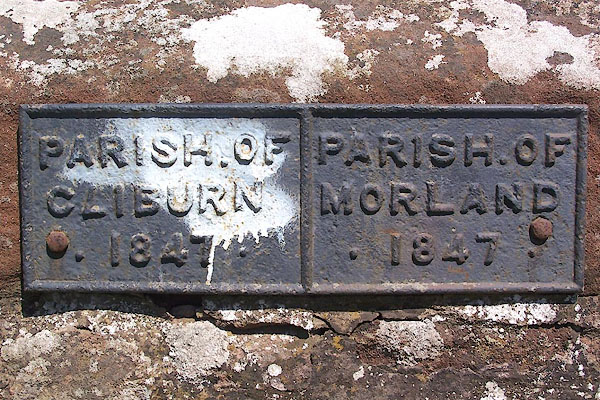 PARISH.OF
CLIBURN
· 1847 ·
PARISH.OF
MORLAND
· 1847 ·